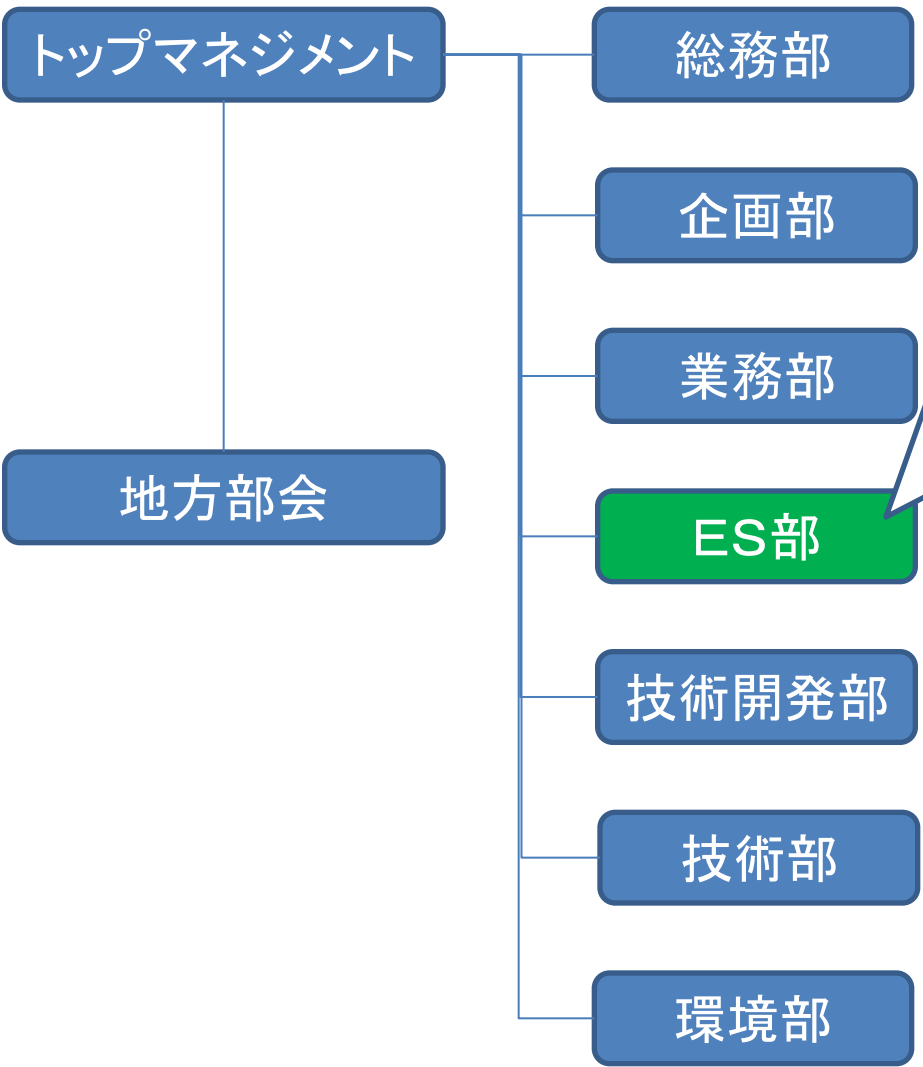 トップマネジメント
総務部
企画部
業務部
地方部会
ES部
技術開発部
技術部
環境部